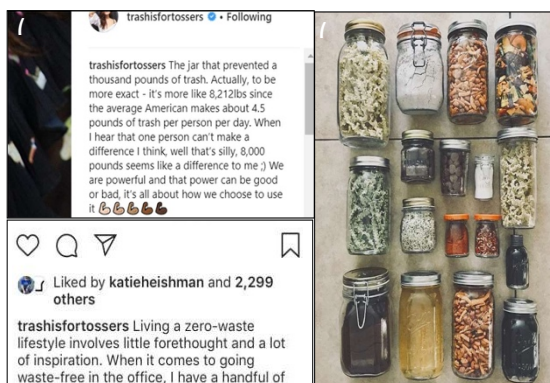 trashisfortossers • Following
trashisfortossers The jar that prevented a
thousand pounds of trash. Actually, to be
more exact - it's more like 8,212lbs since
the average American makes about 4.5
pounds of trash per person per day. When
I hear that one person can't make a
difference I think, well that's silly, 8,000
pounds seems like a difference to me ;) We
are powerful and that power can be good
or bad, it's all about how we choose to use
it 💪🏻💪🏼💪🏽💪🏾💪🏿
Liked by katieheishman and 2,299
others
trashisfortossers Living a zero-waste
lifestyle involves little forethought and a lot
of inspiration. When it comes to going
waste-free in the office, I have a handful of